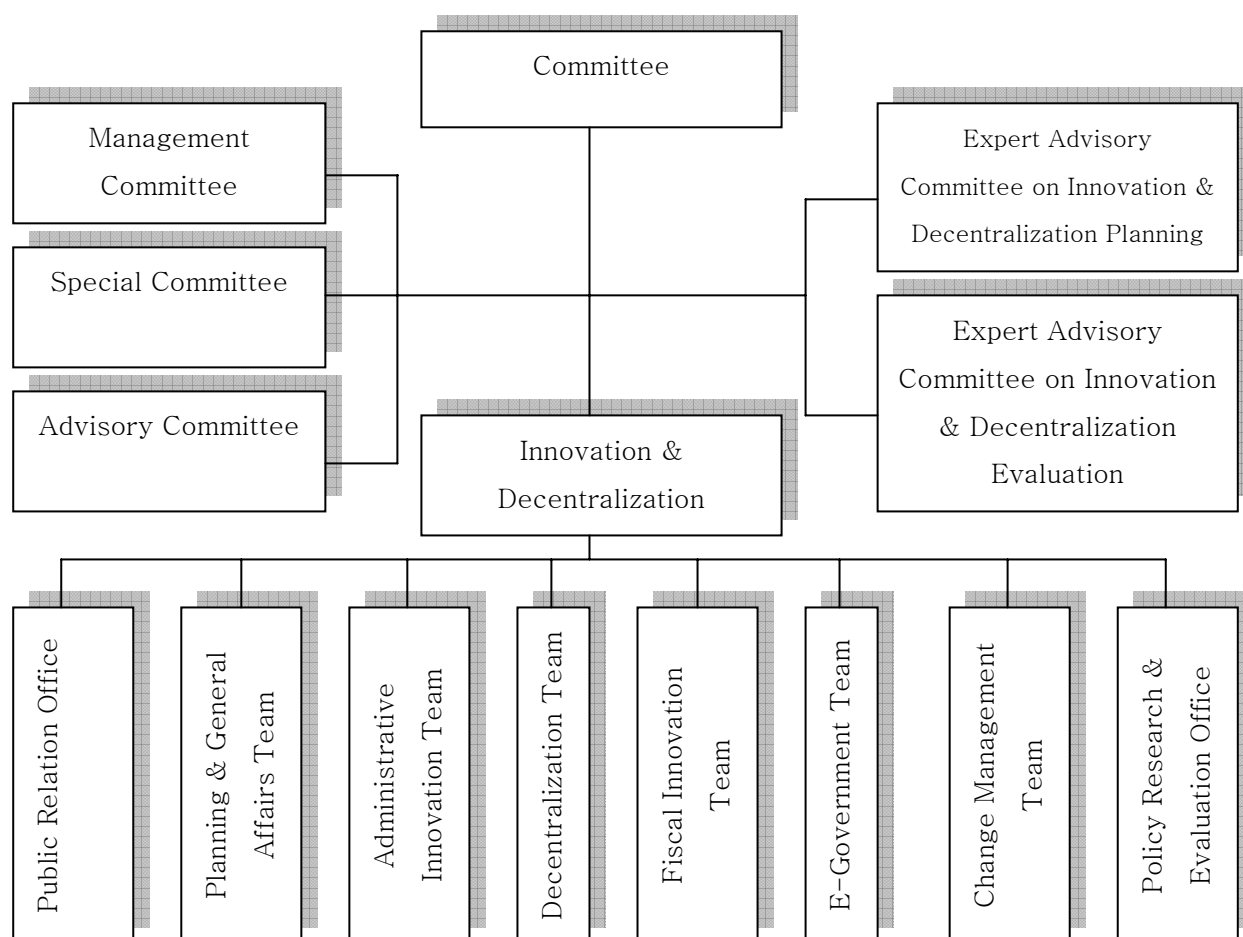 Committee
Management
Committee
Special Committee
Advisory Committee
Expert Advisory
Committee on Innovation &
Decentralization Planning
Expert Advisory
Committee on Innovation
& Decentralization
Evaluation
Innovation &
Decentralization
Public Relation Office
Planning & General
Affairs Team
Administrative
Innovation Team
Decentralization Team
Fiscal Innovation
Team
E-Government Team
Change Management
Team
Policy Research &
Evaluation Office